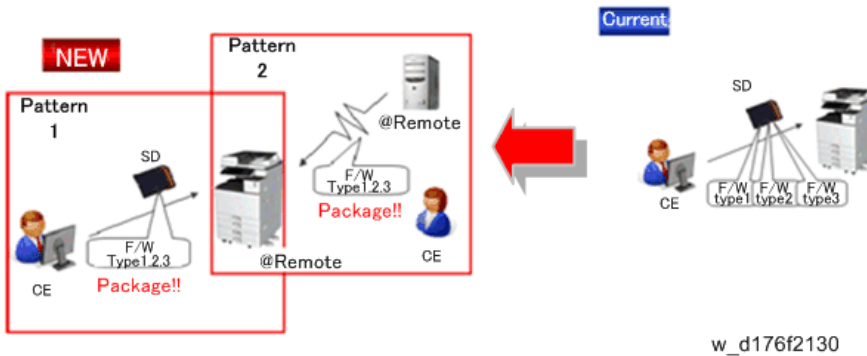 Current
NEW
Pattern
2
Pattern
1
@Remote
SD
SD
F/W
Type1.2.3
Package!!
F/W
Type1.2.3
Package!!
CE
@Remote
CE
CE
F/W
type1
F/W
type2
F/W
type3
w_d176f2130